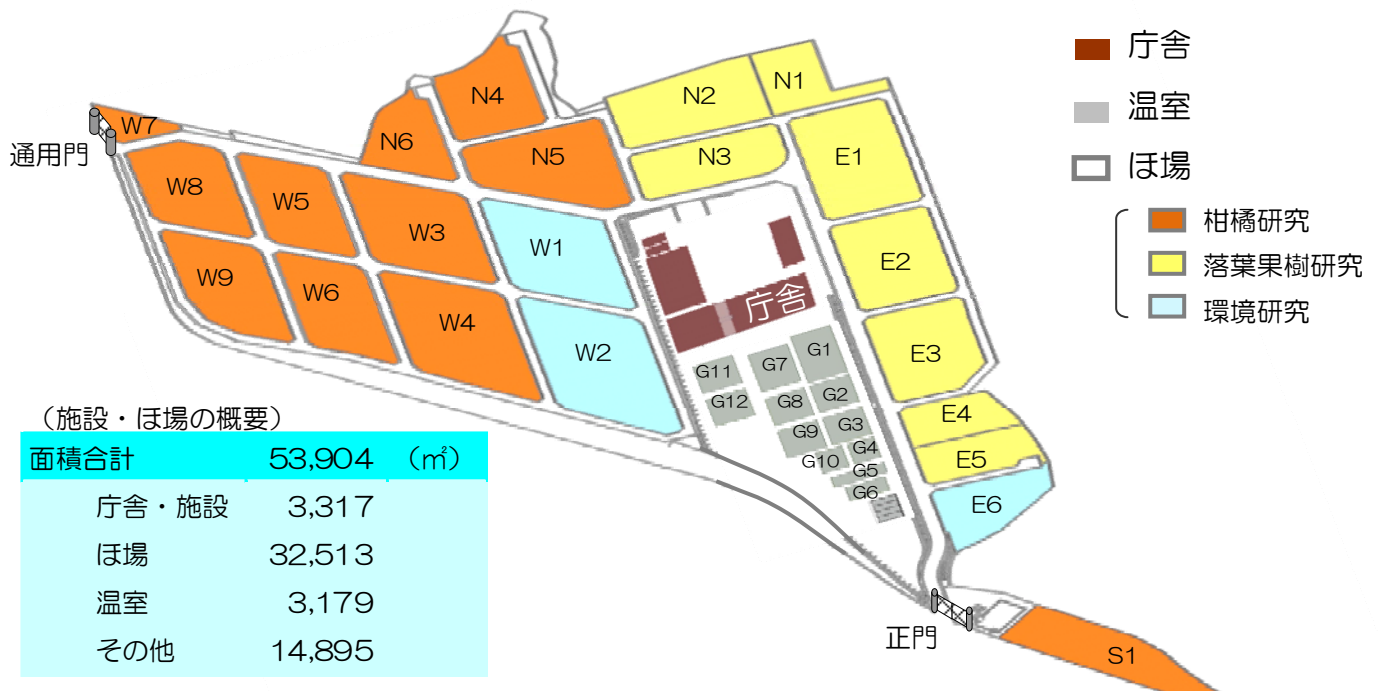 庁舎
温室
ほ場
柑橘研究
落葉果樹研究
環境研究
通用門
W7
W8
W5
W3
W9
W6
W4
W1
W2
N6
N4
N5
N2
N1
N3
E1
E2
E3
E4
E5
E6
庁舎
G1
G7
G11
G2
G8
G12
G3
G9
G4
G10
G5
G6
正門
S1
（施設・ほ場の概要）
面積合計 53,904 （㎡）
庁舎・施設 3,317
ほ場 32,513
温室 3,179
その他 14,895